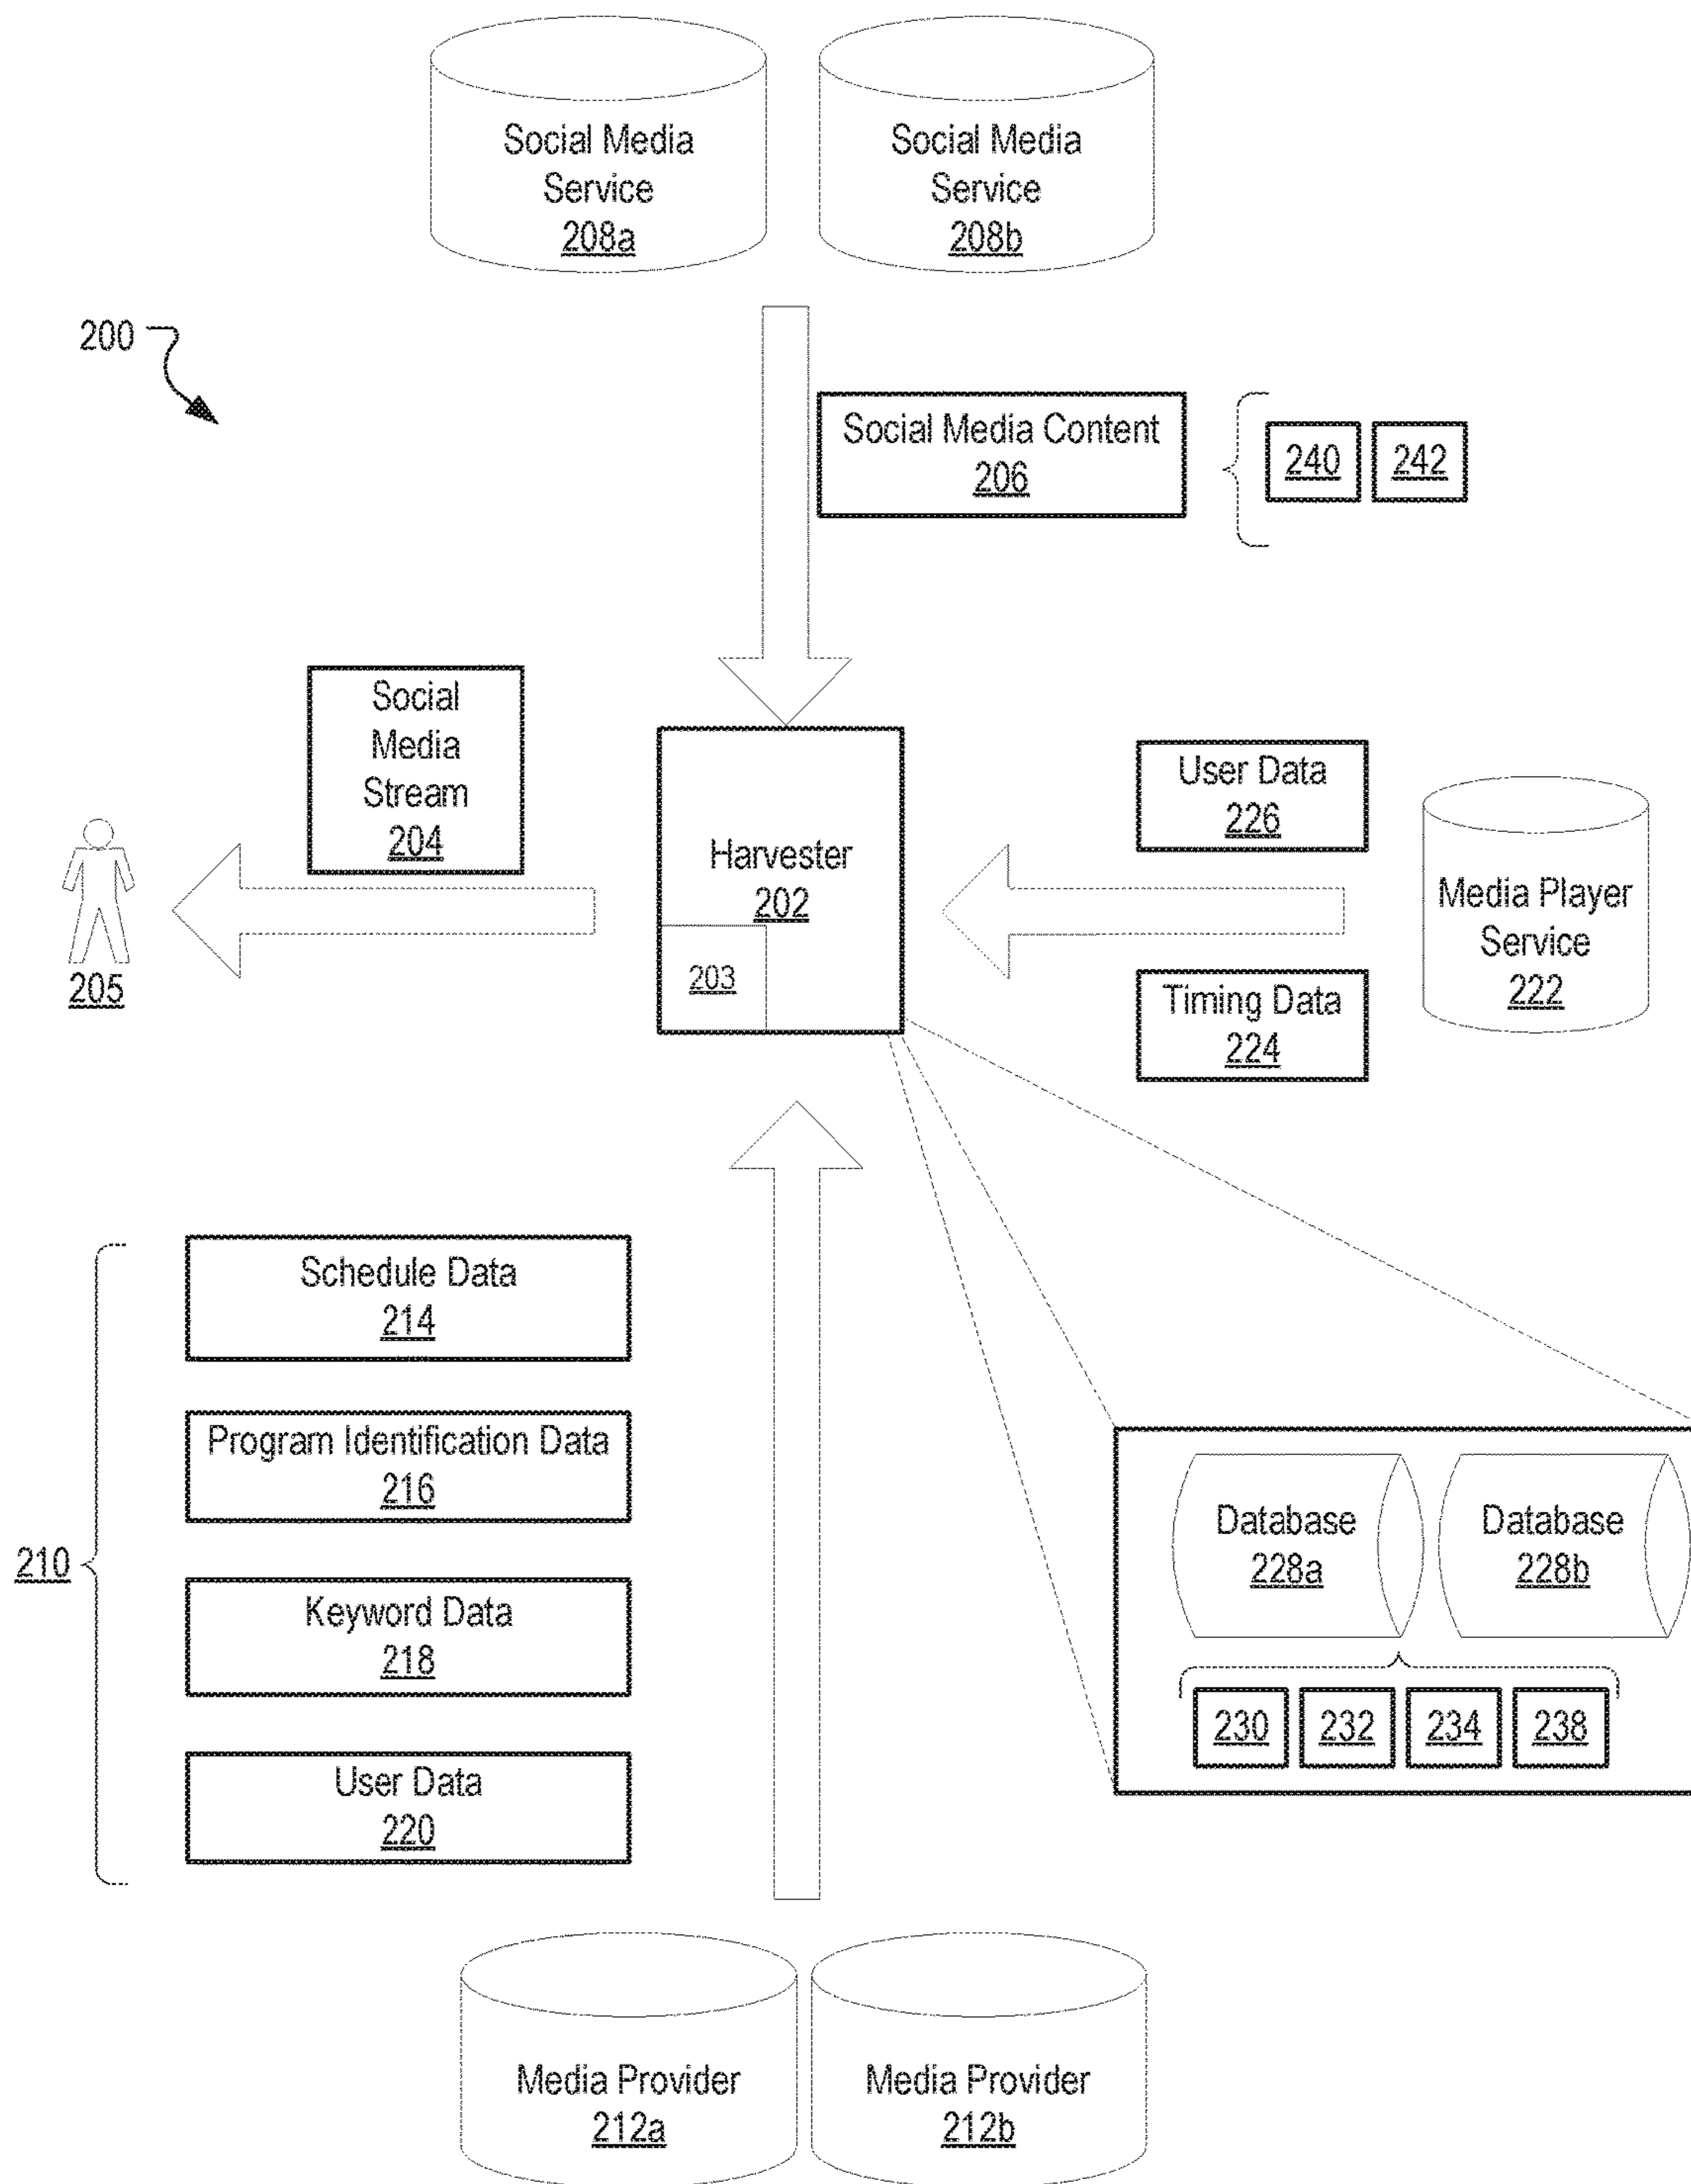 Social Media
Service
208a
Social Media
Service
208b
200
Social Media Content
206
240
242
Social
Media
Stream
204
205
Harvester
202
203
User Data
226
Timing Data
224
Media Player
Service
222
210
Schedule Data
214
Program Identification Data
216
Keyword Data
218
User Data
220
Database
228a
Database
228b
230
232
234
238
Media Provider
212a
Media Provider
212b